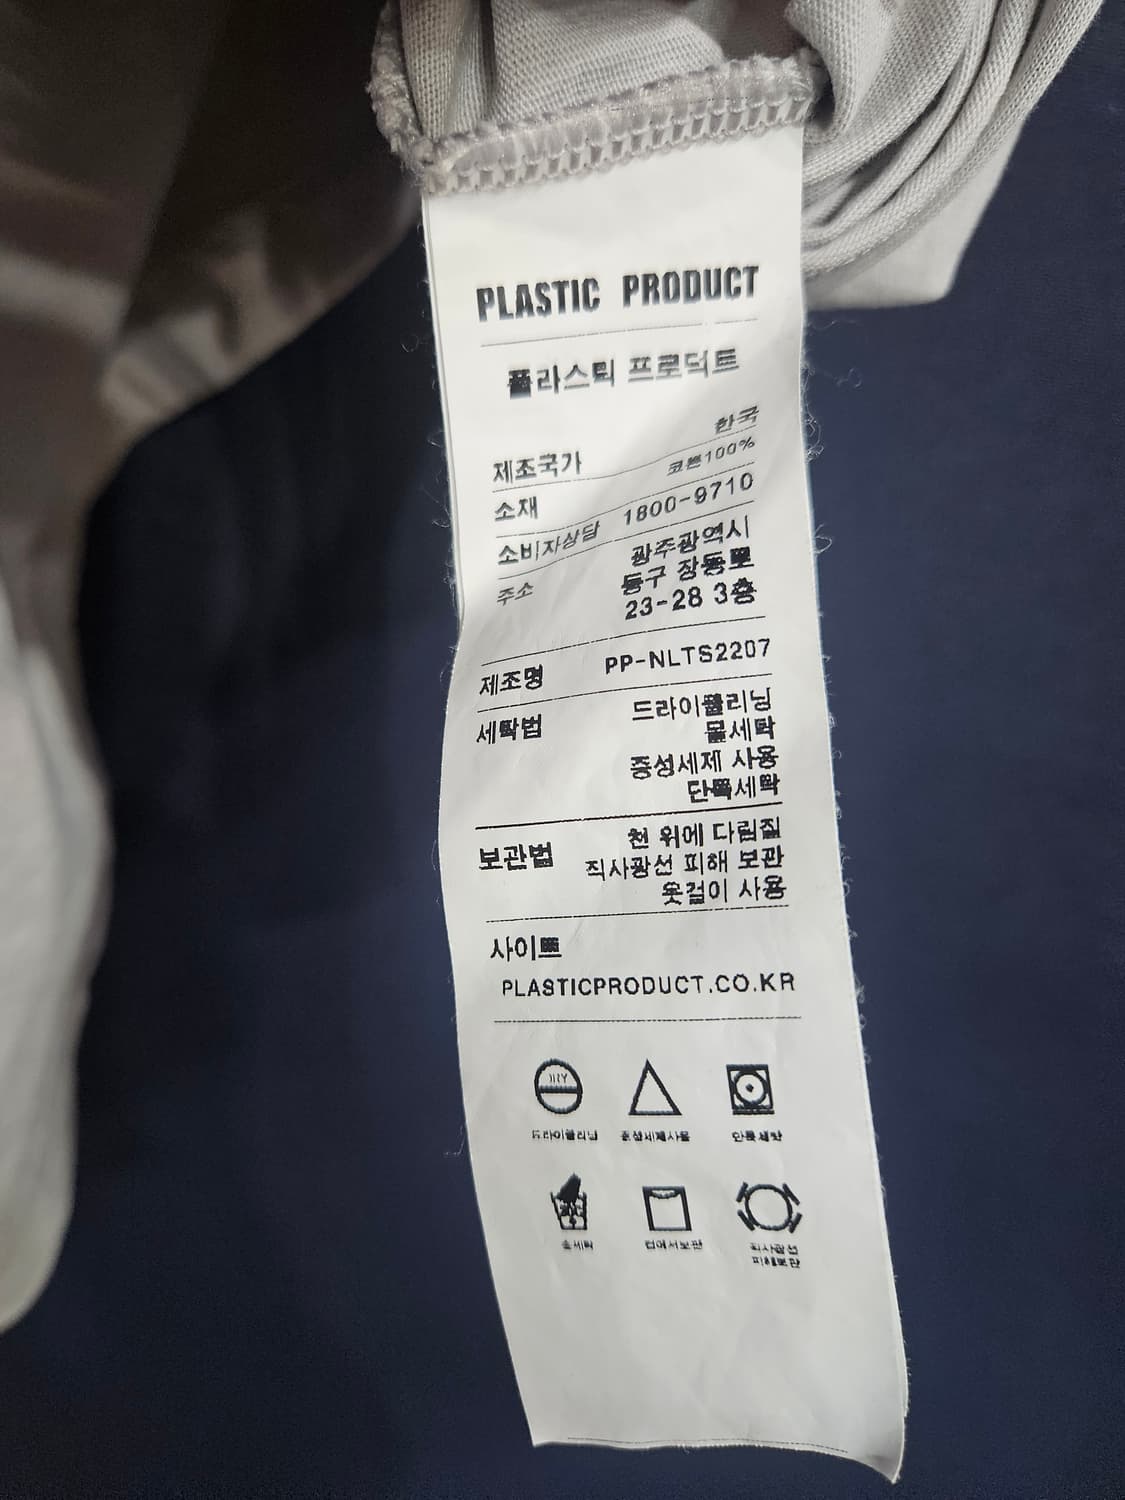 PLASTIC PRODUCT
플라스틱 프로덕트
제조국가 한국
소재 코튼100%
소비자상담 1800-9710
주소 광주광역시
동구 장동로
23-28 3층
제조명 PP-NLTS2207
세탁법 드라이클리닝
물세탁
중성세제 사용
단독세탁
보관법 천 위에 다림질
직사광선 피해 보관
옷걸이 사용
사이트
PLASTICPRODUCT.CO.KR
DRY
드라이클리닝 중성세제사용 단독세탁
손세탁 접어서보관 직사광선
피해보관